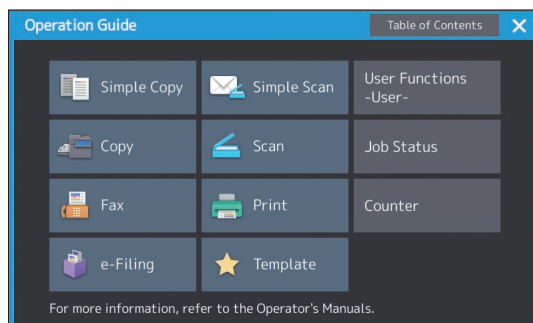 Operation Guide
Table of Contents
Simple Copy
Simple Scan
User Functions
-User-
Copy
Scan
Job Status
Fax
Print
Counter
e-Filing
Template
For more information, refer to the Operator's Manuals.